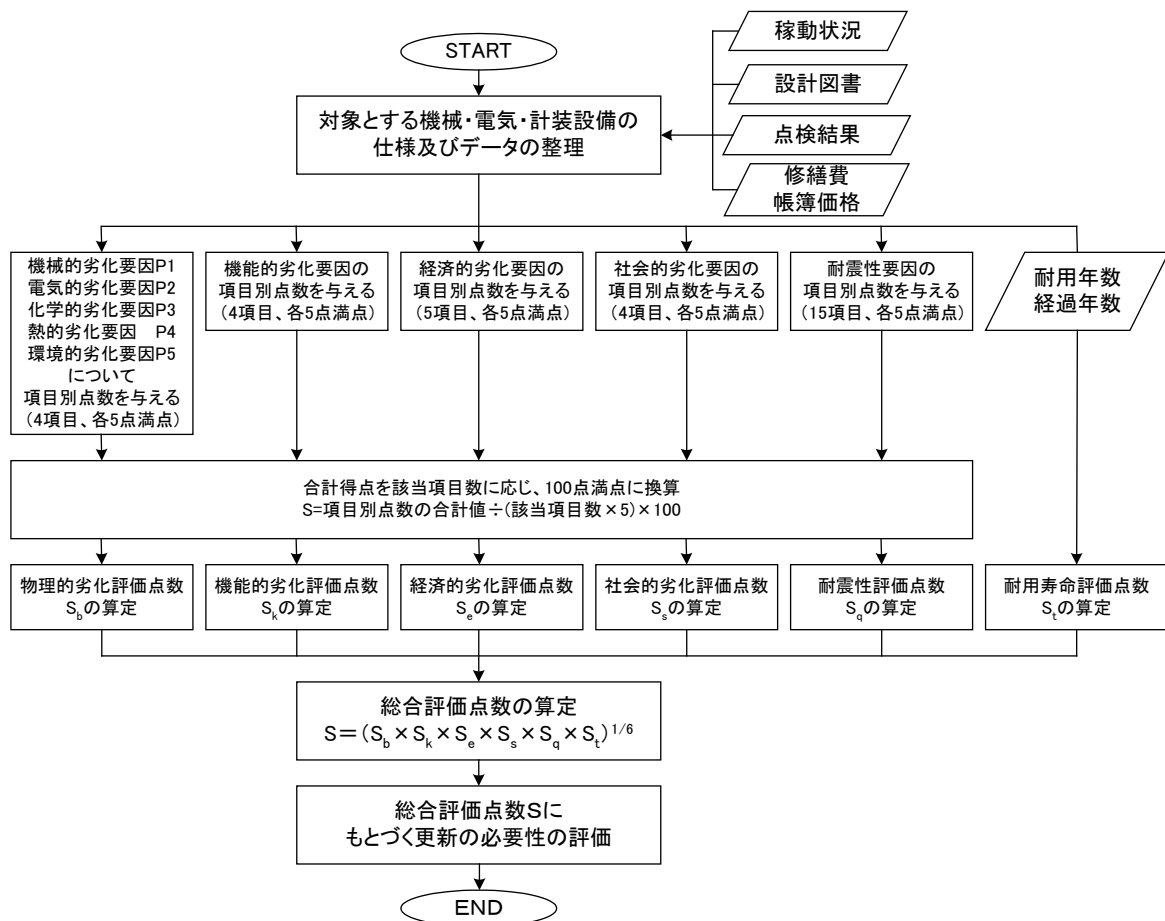 START
稼動状況
設計図書
点検結果
修繕費
帳簿価格
対象とする機械・電気・計装設備の
仕様及びデータの整理
機械的劣化要因P1
電気的劣化要因P2
化学的劣化要因P3
熱的劣化要因 P4
環境的劣化要因P5
について
項目別点数を与える
(4項目、各5点満点)
機能的劣化要因の
項目別点数を与える
(4項目、各5点満点)
経済的劣化要因の
項目別点数を与える
(5項目、各5点満点)
社会的劣化要因の
項目別点数を与える
(4項目、各5点満点)
耐震性要因の
項目別点数を与える
(15項目、各5点満点)
耐用年数
経過年数
合計得点を該当項目数に応じ、100点満点に換算
S=項目別点数の合計値÷(該当項目数×5)×100
物理的劣化評価点数
Sbの算定
機能的劣化評価点数
Skの算定
経済的劣化評価点数
Seの算定
社会的劣化評価点数
Ssの算定
耐震性評価点数
Sqの算定
耐用寿命評価点数
Stの算定
総合評価点数の算定
S=(Sb×Sk×Se×Ss×Sq×St)1/6
総合評価点数Sに
もとづく更新の必要性の評価
END